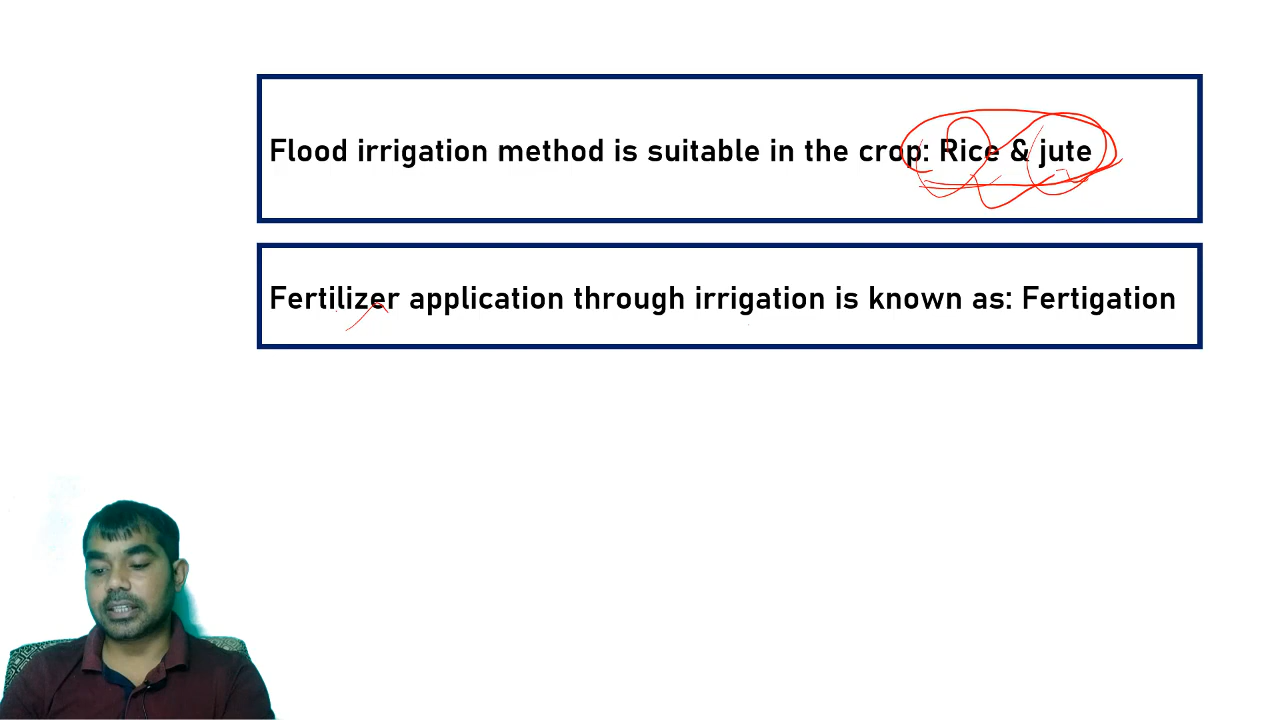 Flood irrigation method is suitable in the crop: Rice & jute
Fertilizer application through irrigation is known as: Fertigation